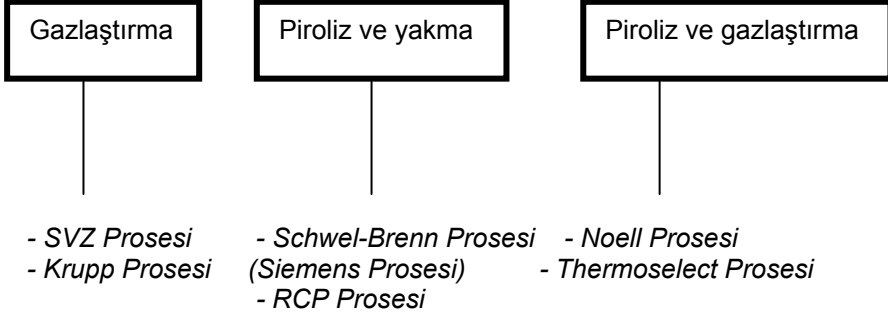 Gazlaştırma
Piroliz ve yakma
Piroliz ve gazlaştırma
- SVZ Prosesi
- Krupp Prosesi
- Schwel-Brenn Prosesi
(Siemens Prosesi)
- RCP Prosesi
- Noell Prosesi
- Thermoselect Prosesi